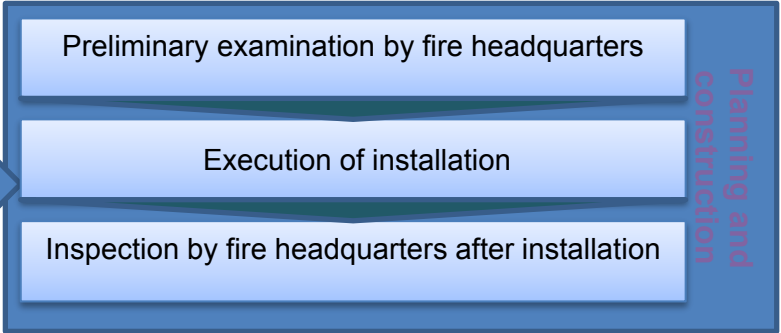 Preliminary examination by fire headquarters
Execution of installation
Inspection by fire headquarters after installation
Planning and
construction